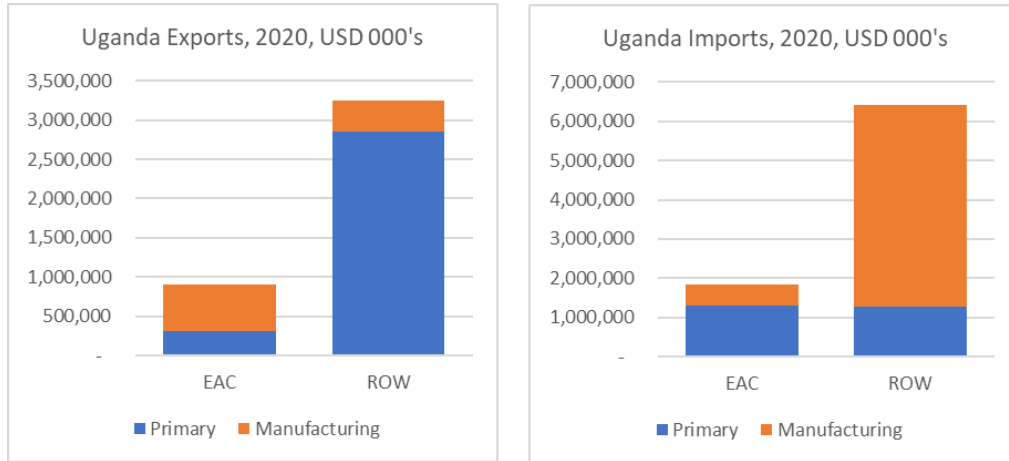 Uganda Exports, 2020, USD 000's
3,500,000
3,000,000
2,500,000
2,000,000
1,500,000
1,000,000
500,000
-
EAC ROW
Primary Manufacturing
Uganda Imports, 2020, USD 000's
7,000,000
6,000,000
5,000,000
4,000,000
3,000,000
2,000,000
1,000,000
-
EAC ROW
Primary Manufacturing